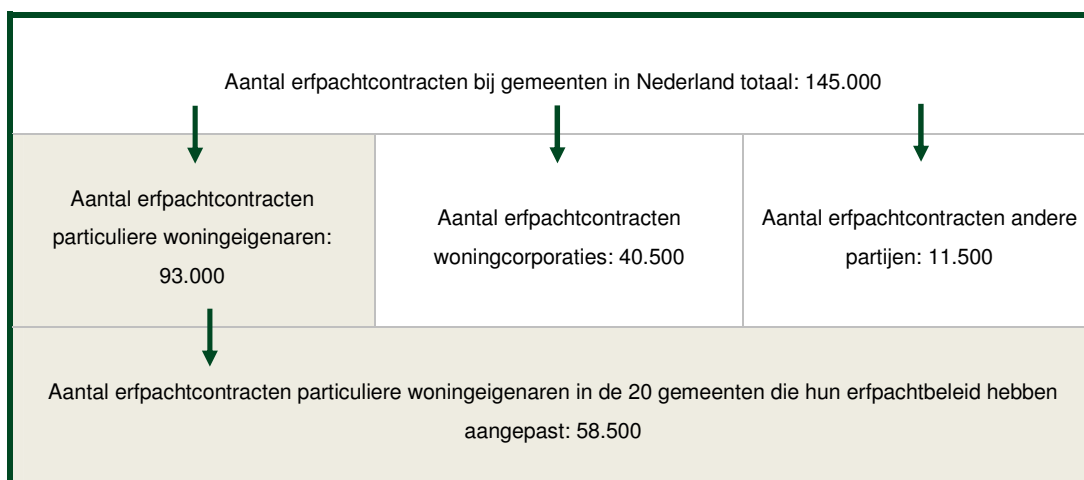 Aantal erfpachtcontracten bij gemeenten in Nederland totaal: 145.000
Aantal erfpachtcontracten
particuliere woningeigenaren:
93.000
Aantal erfpachtcontracten
woningcorporaties: 40.500
Aantal erfpachtcontracten andere
partijen: 11.500
Aantal erfpachtcontracten particuliere woningeigenaren in de 20 gemeenten die hun erfpachtbeleid hebben
aangepast: 58.500